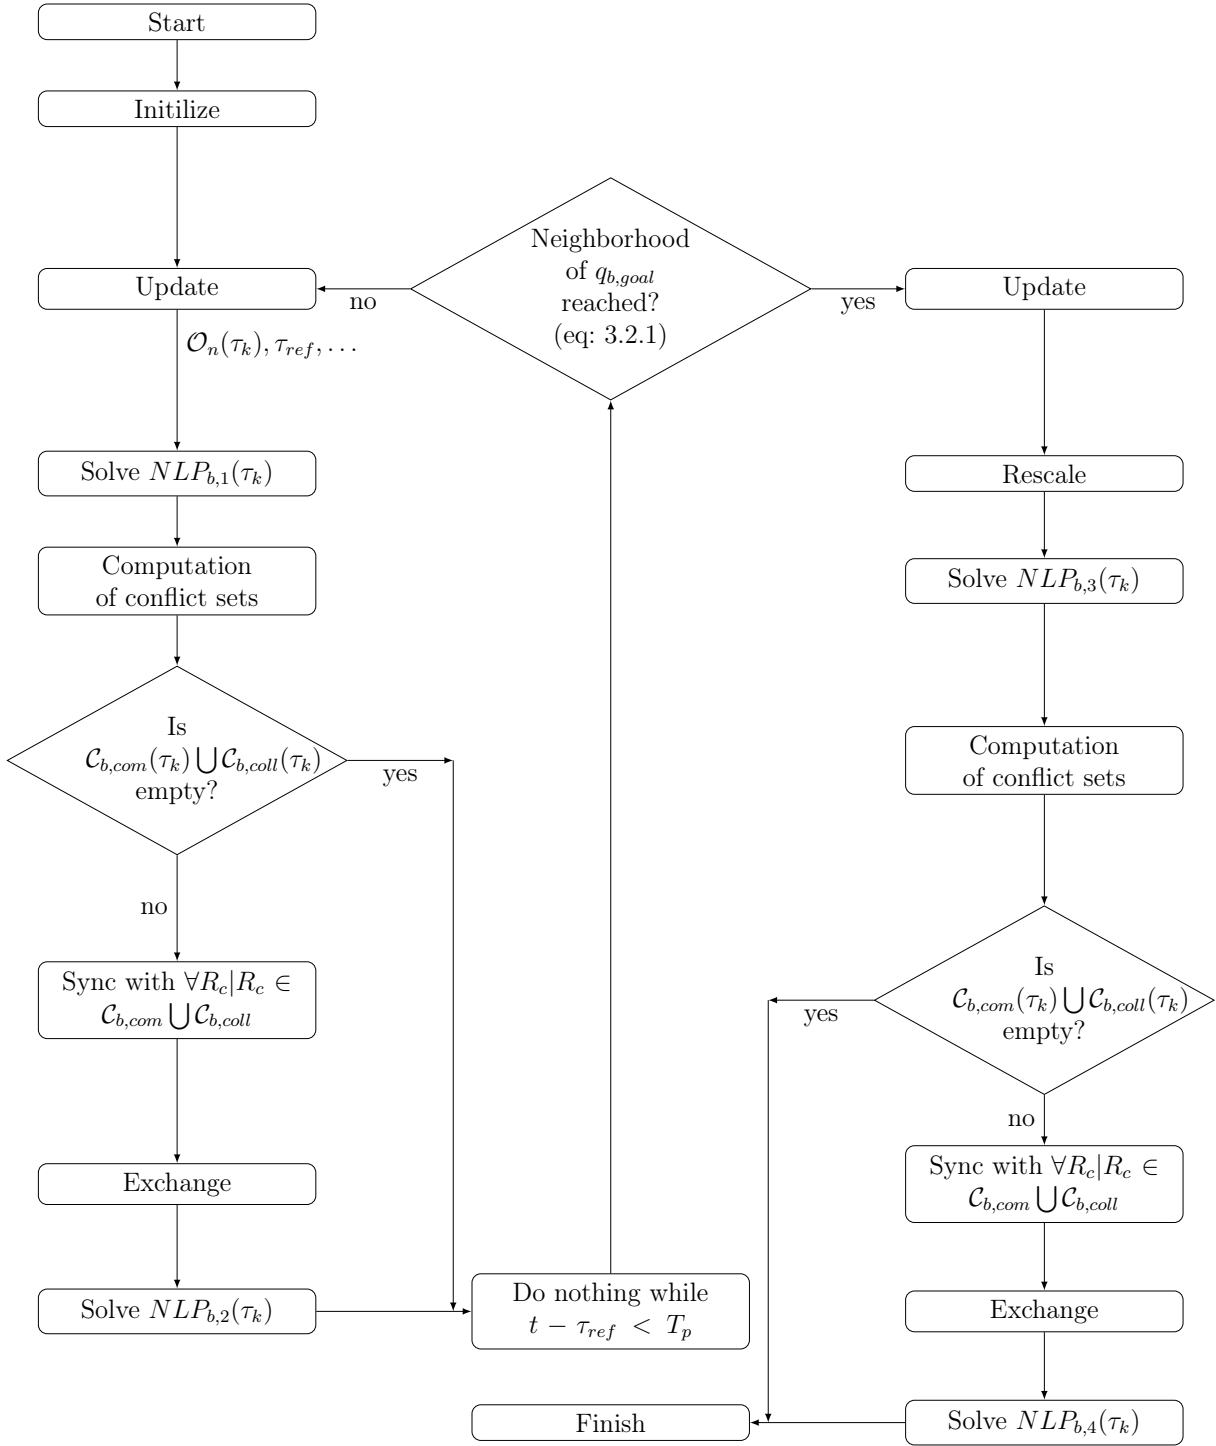 Start
Initilize
Update
no
Neighborhood
of $q_{b,goal}$
reached?
(eq: 3.2.1)
yes
Update
$\mathcal{O}_n(\tau_k), \tau_{ref}, \ldots$
Solve $NLP_{b,1}(\tau_k)$
Rescale
Computation
of conflict sets
Solve $NLP_{b,3}(\tau_k)$
Is
$\mathcal{C}_{b,com}(\tau_k) \bigcup \mathcal{C}_{b,coll}(\tau_k)$
empty?
yes
no
Computation
of conflict sets
Sync with $\forall R_c | R_c \in$
$\mathcal{C}_{b,com} \bigcup \mathcal{C}_{b,coll}$
Is
$\mathcal{C}_{b,com}(\tau_k) \bigcup \mathcal{C}_{b,coll}(\tau_k)$
empty?
yes
no
Exchange
Sync with $\forall R_c | R_c \in$
$\mathcal{C}_{b,com} \bigcup \mathcal{C}_{b,coll}$
Solve $NLP_{b,2}(\tau_k)$
Do nothing while
$t - \tau_{ref} < T_p$
Exchange
Finish
Solve $NLP_{b,4}(\tau_k)$